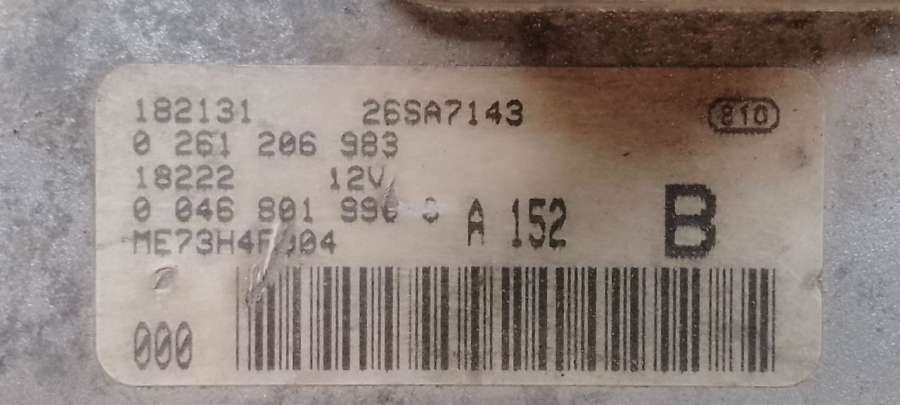 182131 26SA7143 810
0 261 206 983
18222 12V
0 046 801 A 152 B
000